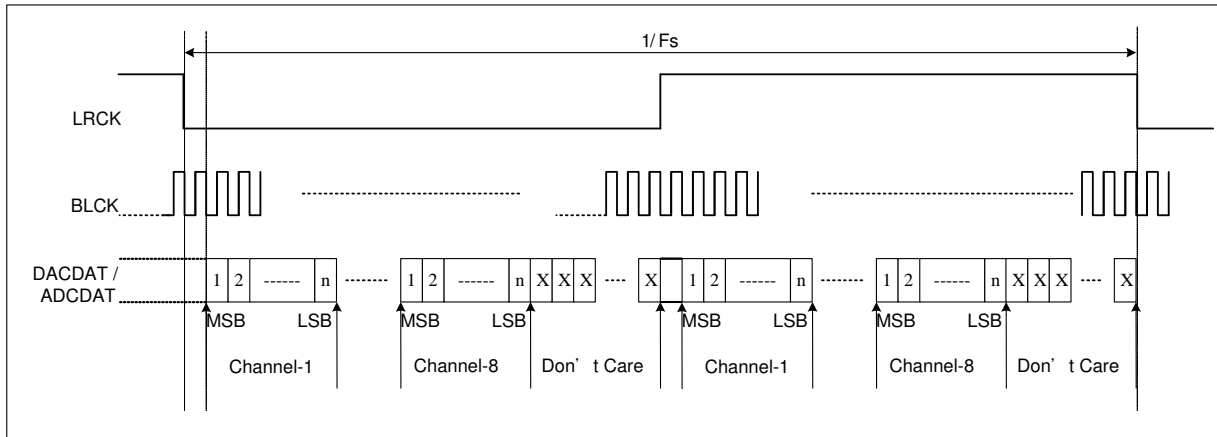 1/ Fs
LRCK
BLCK
DACDAT /
ADCDAT
1 2 ------ n 1 2 ------ n X X X X 1 2 ------ n 1 2 ------ n X X X X
MSB LSB MSB LSB MSB LSB MSB LSB
Channel-1 Channel-8 Don' t Care Channel-1 Channel-8 Don' t Care